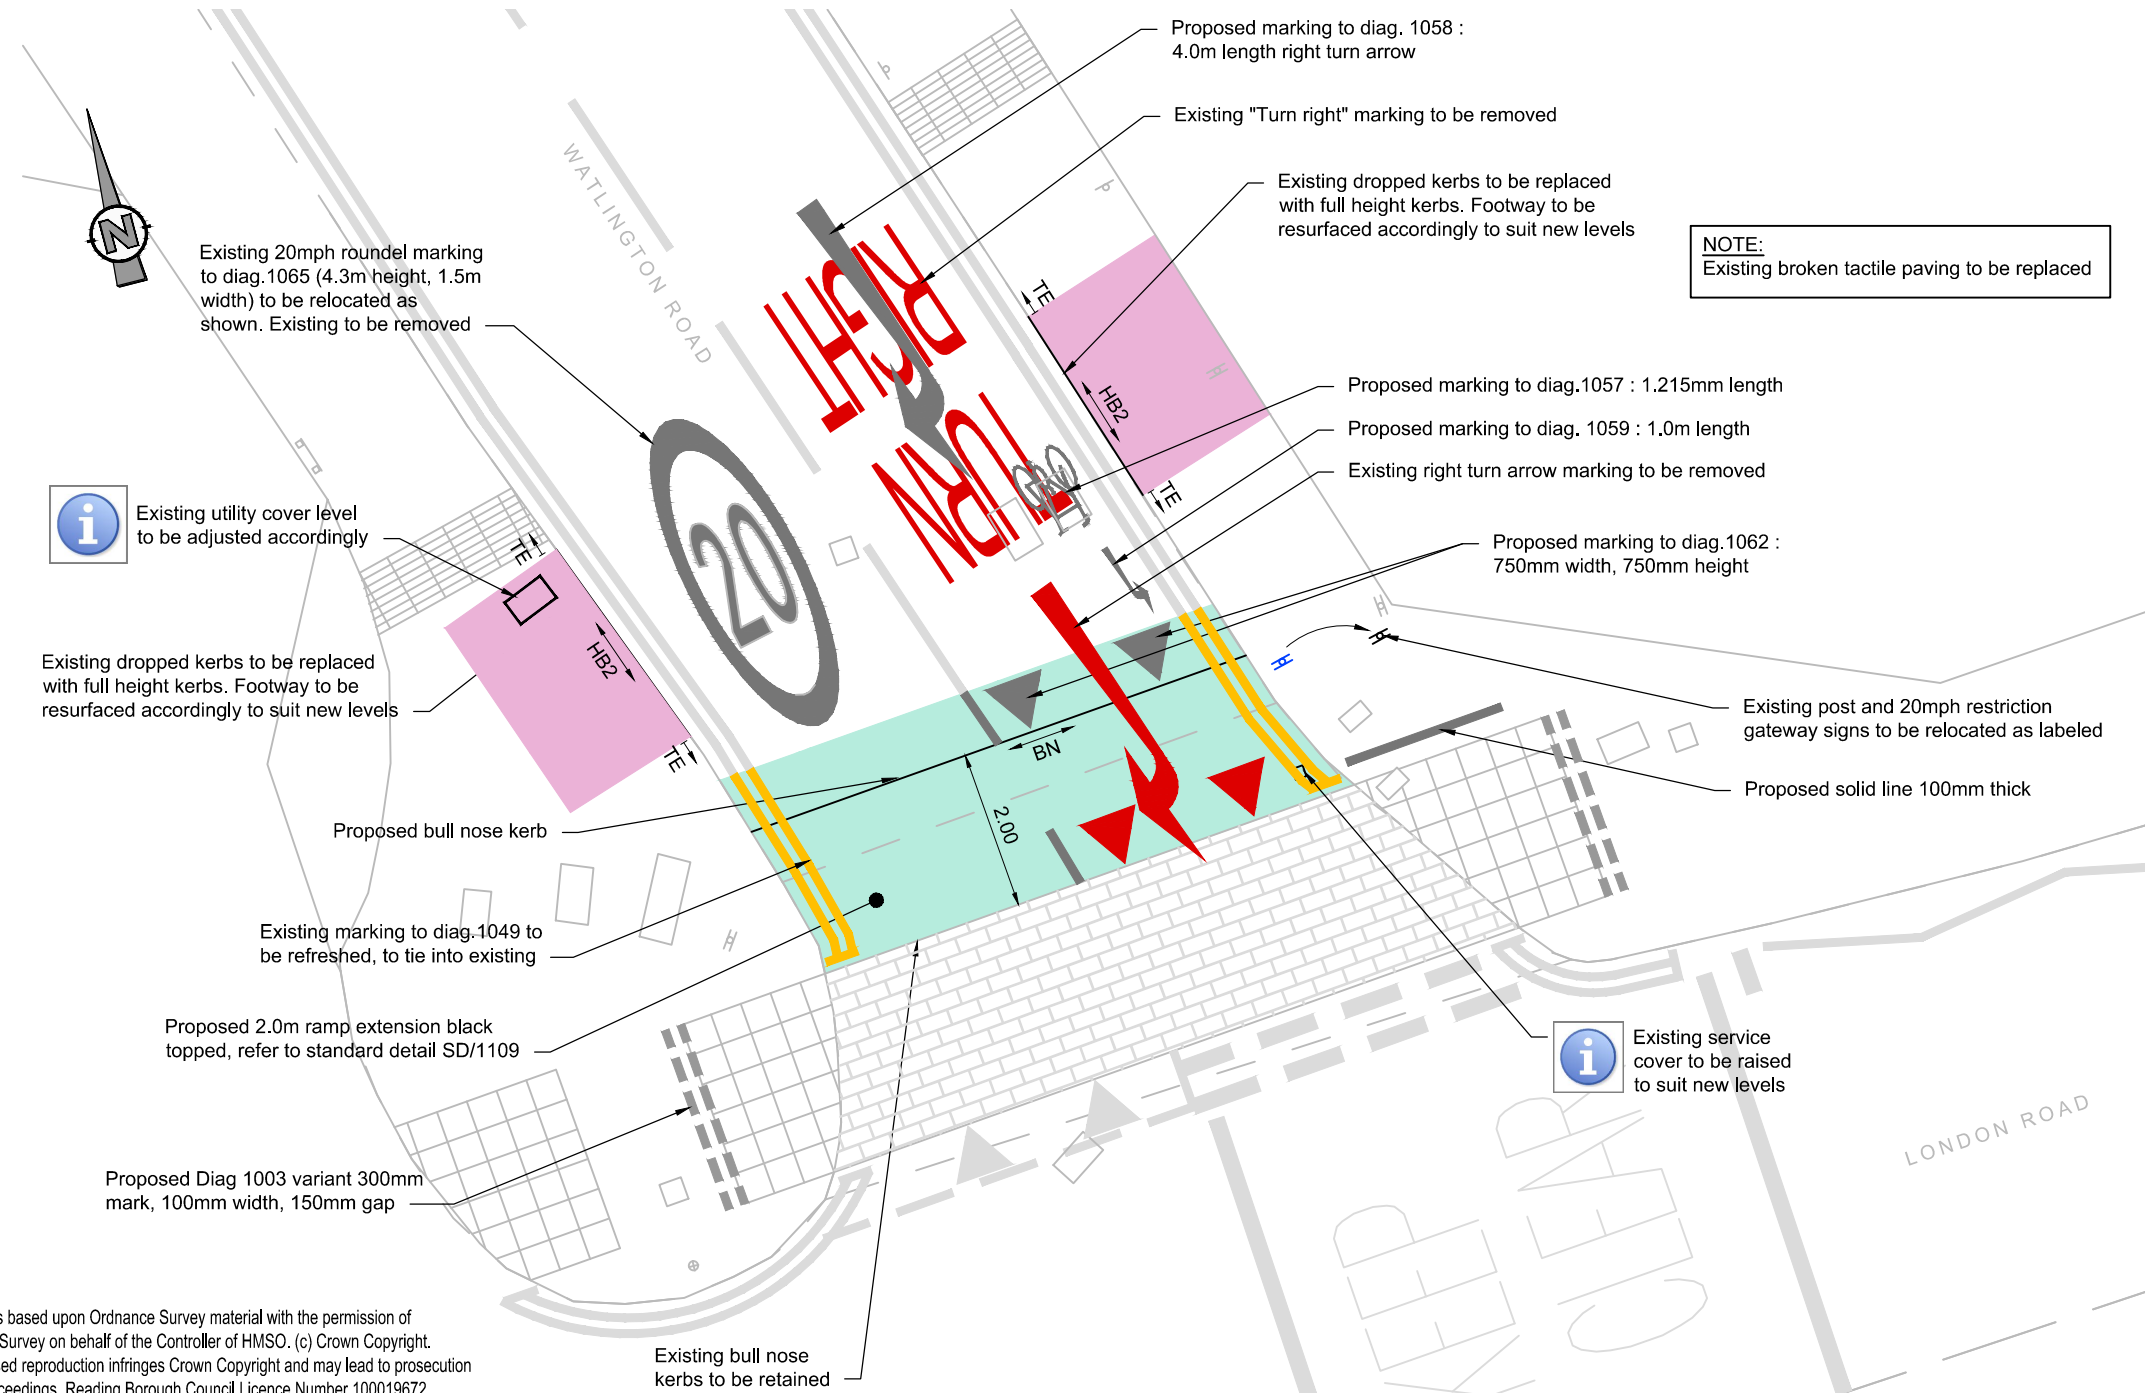 Proposed marking to diag. 1058 :
4.0m length right turn arrow
Existing "Turn right" marking to be removed
Existing dropped kerbs to be replaced
with full height kerbs. Footway to be
resurfaced accordingly to suit new levels
NOTE:
Existing broken tactile paving to be replaced
N
WATLINGTON ROAD
Existing 20mph roundel marking
to diag.1065 (4.3m height, 1.5m
width) to be relocated as
shown. Existing to be removed
RIGHT
TURN
TE
HB2
TE
Proposed marking to diag.1057 : 1.215mm length
Proposed marking to diag. 1059 : 1.0m length
Existing right turn arrow marking to be removed
20
i
Existing utility cover level
to be adjusted accordingly
TE
HB2
TE
Proposed marking to diag.1062 :
750mm width, 750mm height
Existing dropped kerbs to be replaced
with full height kerbs. Footway to be
resurfaced accordingly to suit new levels
Existing post and 20mph restriction
gateway signs to be relocated as labeled
BN
2.00
Proposed solid line 100mm thick
Proposed bull nose kerb
Existing marking to diag.1049 to
be refreshed, to tie into existing
Proposed 2.0m ramp extension black
topped, refer to standard detail SD/1109
i
Existing service
cover to be raised
to suit new levels
LONDON ROAD
Proposed Diag 1003 variant 300mm
mark, 100mm width, 150mm gap
Existing bull nose
kerbs to be retained
s based upon Ordnance Survey material with the permission of
Survey on behalf of the Controller of HMSO. (c) Crown Copyright.
ed reproduction infringes Crown Copyright and may lead to prosecution
ceedings. Reading Borough Council Licence Number 100019672